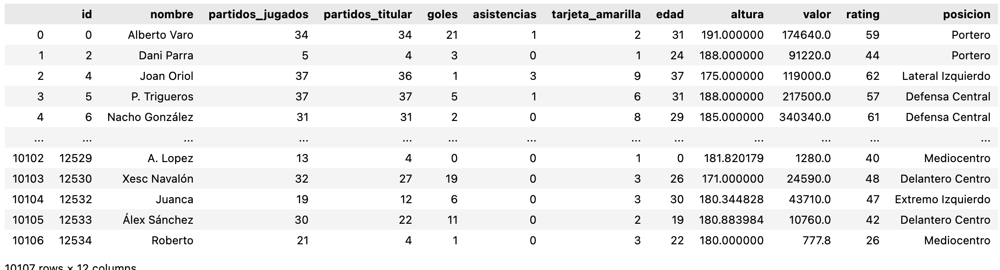 id nombre partidos_jugados partidos_titular goles asistencias tarjeta_amarilla edad altura valor rating posicion
0 0 Alberto Varo 34 34 21 1 2 31 191.000000 174640.0 59 Portero
1 2 Dani Parra 5 4 3 0 1 24 188.000000 91220.0 44 Portero
2 4 Joan Oriol 37 36 1 3 9 37 175.000000 119000.0 62 Lateral Izquierdo
3 5 P. Trigueros 37 37 5 1 6 31 188.000000 217500.0 57 Defensa Central
4 6 Nacho González 31 31 2 0 8 29 185.000000 340340.0 61 Defensa Central
... ... ... ... ... ... ... ... ... ... ... ... ...
10102 12529 A. Lopez 13 4 0 0 1 0 181.820179 1280.0 40 Mediocentro
10103 12530 Xesc Navalón 32 27 19 0 3 26 171.000000 24590.0 48 Delantero Centro
10104 12532 Juanca 19 12 6 0 3 30 180.344828 43710.0 47 Extremo Izquierdo
10105 12533 Álex Sánchez 30 22 11 0 2 19 180.883984 10760.0 42 Delantero Centro
10106 12534 Roberto 21 4 1 0 3 22 180.000000 777.8 26 Mediocentro
10107 rows × 12 columns